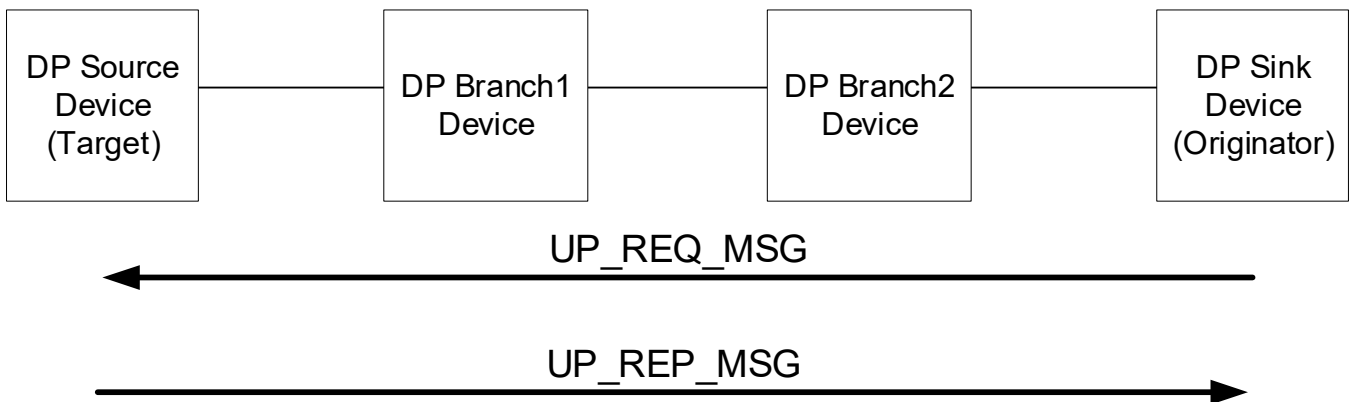 DP Source
Device
(Target)
DP Branch1
Device
DP Branch2
Device
DP Sink
Device
(Originator)
UP_REQ_MSG
UP_REP_MSG